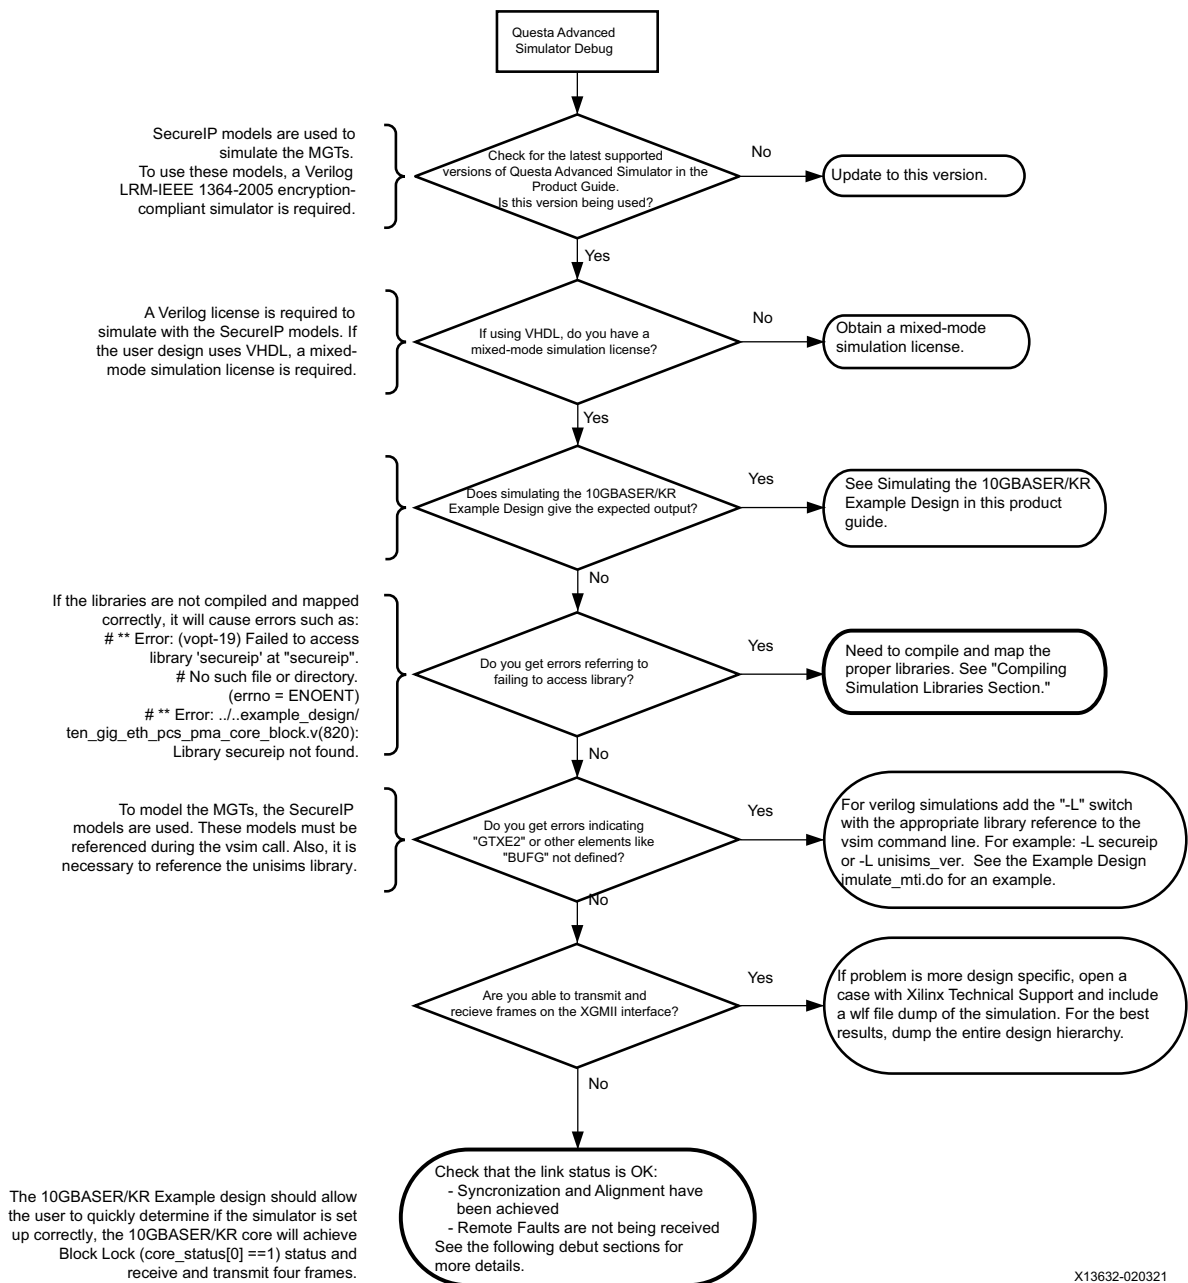 Questa Advanced
Simulator Debug
SecureIP models are used to
simulate the MGTs.
To use these models, a Verilog
LRM-IEEE 1364-2005 encryption-
compliant simulator is required.
Check for the latest supported
versions of Questa Advanced Simulator in the
Product Guide.
Is this version being used?
No
Update to this version.
Yes
A Verilog license is required to
simulate with the SecureIP models. If
the user design uses VHDL, a mixed-
mode simulation license is required.
If using VHDL, do you have a
mixed-mode simulation license?
No
Obtain a mixed-mode
simulation license.
Yes
Does simulating the 10GBASER/KR
Example Design give the expected output?
Yes
See Simulating the 10GBASER/KR
Example Design in this product
guide.
No
If the libraries are not compiled and mapped
correctly, it will cause errors such as:
# ** Error: (vopt-19) Failed to access
library 'secureip' at "secureip".
# No such file or directory.
(errno = ENOENT)
# ** Error: ../..example_design/
ten_gig_eth_pcs_pma_core_block.v(820):
Library secureip not found.
Do you get errors referring to
failing to access library?
Yes
Need to compile and map the
proper libraries. See "Compiling
Simulation Libraries Section."
No
To model the MGTs, the SecureIP
models are used. These models must be
referenced during the vsim call. Also, it is
necessary to reference the unisims library.
Do you get errors indicating
"GTXE2" or other elements like
"BUFG" not defined?
Yes
For verilog simulations add the "-L" switch
with the appropriate library reference to the
vsim command line. For example: -L secureip
or -L unisims_ver.  See the Example Design
imulate_mti.do for an example.
No
Are you able to transmit and
recieve frames on the XGMII interface?
Yes
If problem is more design specific, open a
case with Xilinx Technical Support and include
a wlf file dump of the simulation. For the best
results, dump the entire design hierarchy.
No
The 10GBASER/KR Example design should allow
the user to quickly determine if the simulator is set
up correctly, the 10GBASER/KR core will achieve
Block Lock (core_status[0] ==1) status and
receive and transmit four frames.
Check that the link status is OK:
- Syncronization and Alignment have
been achieved
- Remote Faults are not being received
See the following debut sections for
more details.
X13632-020321